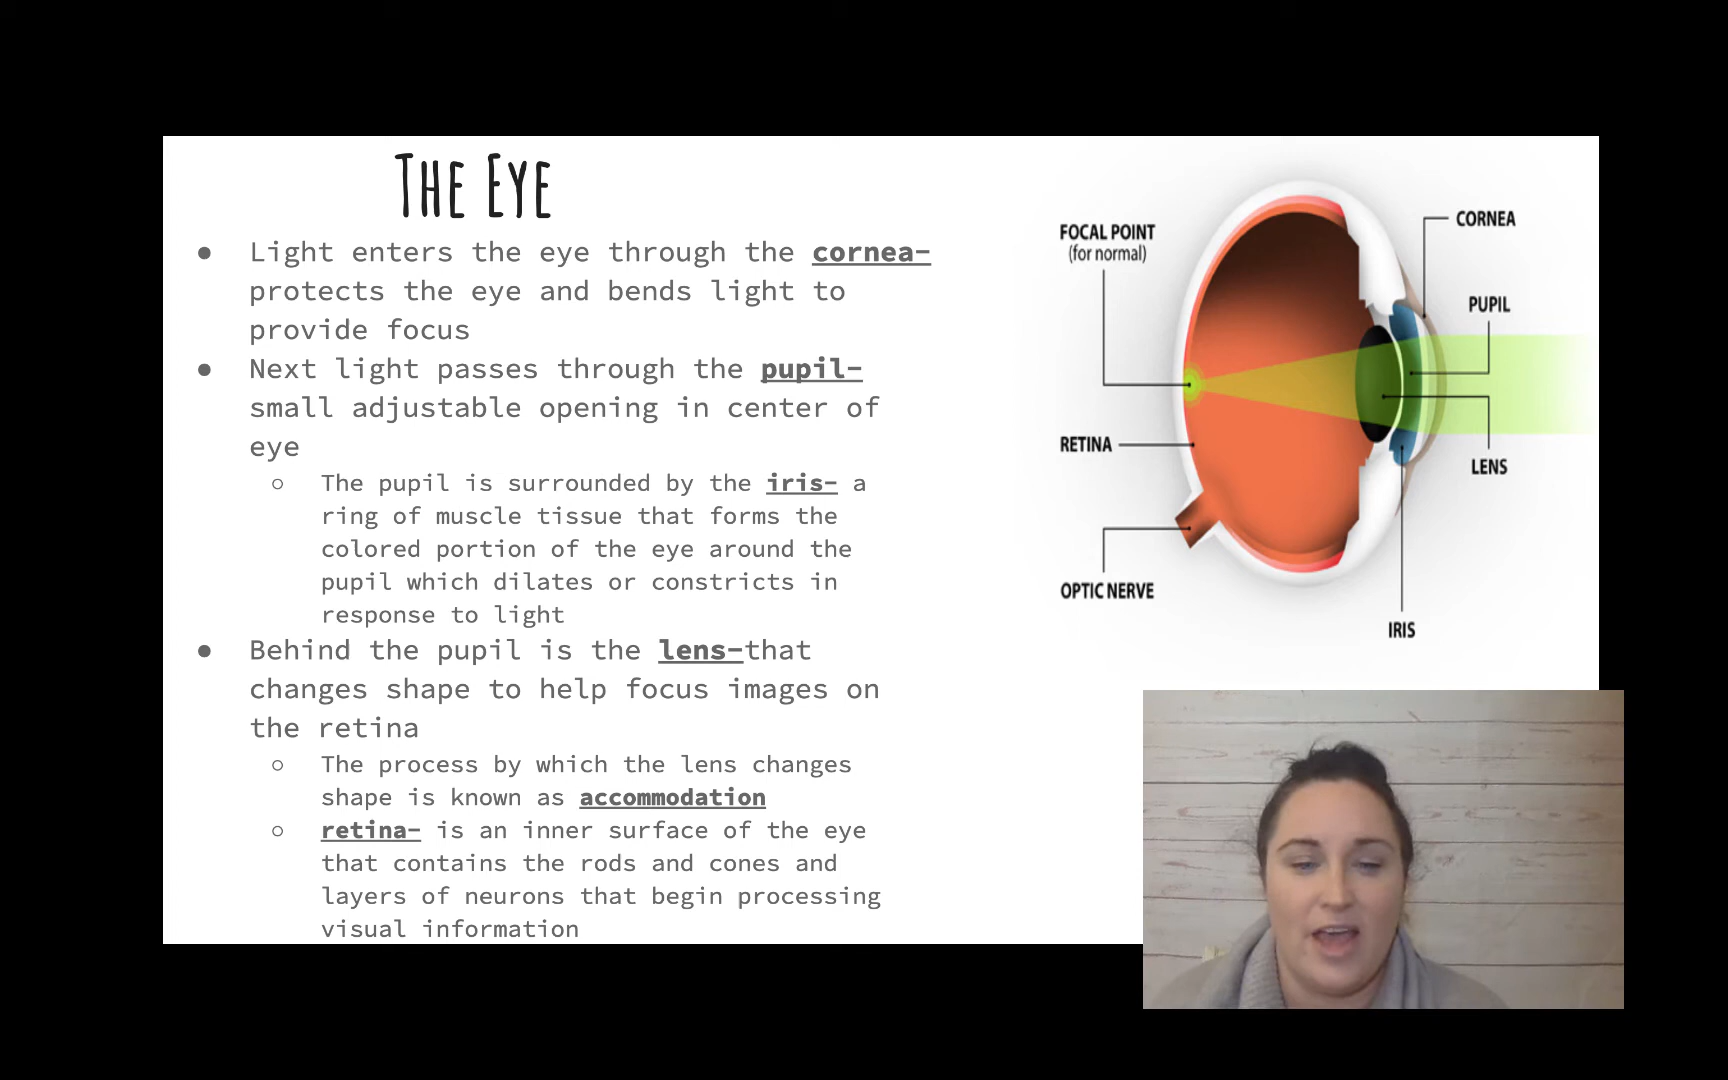 The Eye
● Light enters the eye through the cornea-
protects the eye and bends light to
provide focus
● Next light passes through the pupil-
small adjustable opening in center of
eye
○ The pupil is surrounded by the iris- a
ring of muscle tissue that forms the
colored portion of the eye around the
pupil which dilates or constricts in
response to light
● Behind the pupil is the lens-that
changes shape to help focus images on
the retina
○ The process by which the lens changes
shape is known as accommodation
○ retina- is an inner surface of the eye
that contains the rods and cones and
layers of neurons that begin processing
visual information
FOCAL POINT
(for normal)
CORNEA
PUPIL
RETINA
LENS
OPTIC NERVE
IRIS